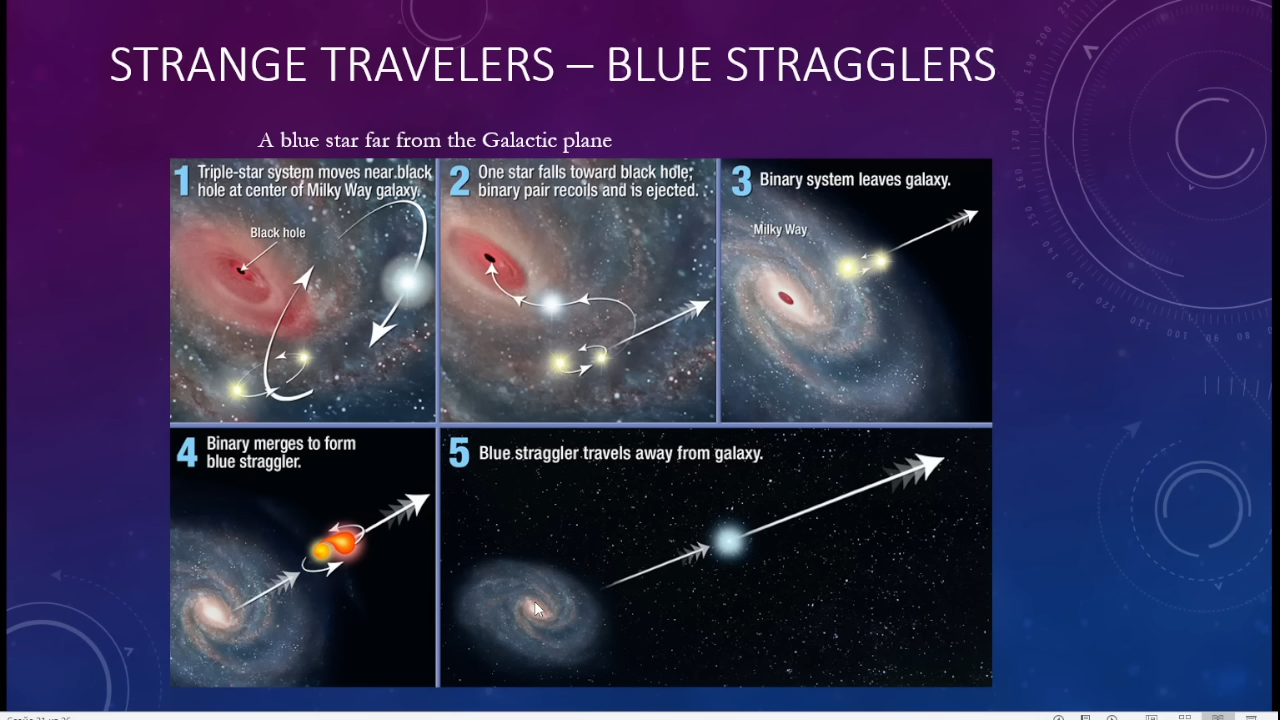 STRANGE TRAVELERS – BLUE STRAGGLERS
A blue star far from the Galactic plane
1 Triple-star system moves near black
hole at center of Milky Way galaxy.
Black hole
2 One star falls toward black hole;
binary pair recoils and is ejected.
3 Binary system leaves galaxy.
Milky Way
4 Binary merges to form
blue straggler.
5 Blue straggler travels away from galaxy.